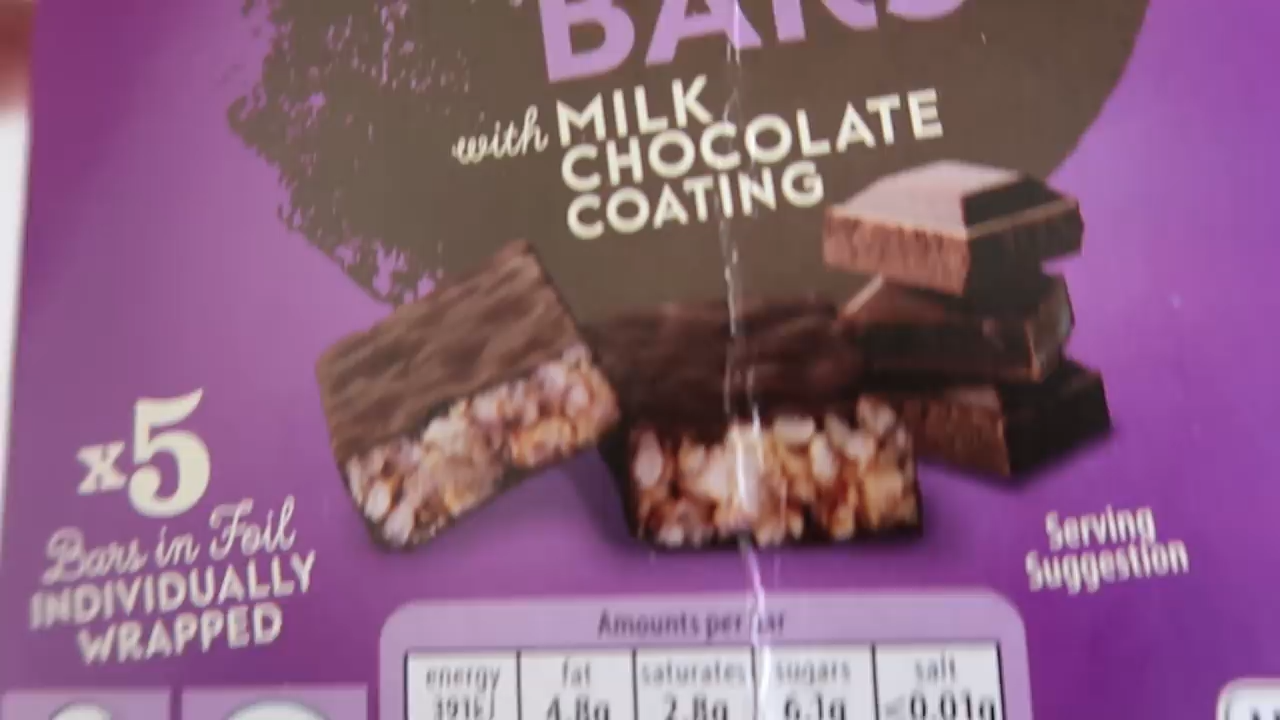 BARS
with MILK
CHOCOLATE
COATING
x5
Bars in Foil
INDIVIDUALLY
WRAPPED
Serving
Suggestion
Amounts per bar
energy fat saturates sugars salt
391kJ 4.8g 2.8g 6.1g <0.01g